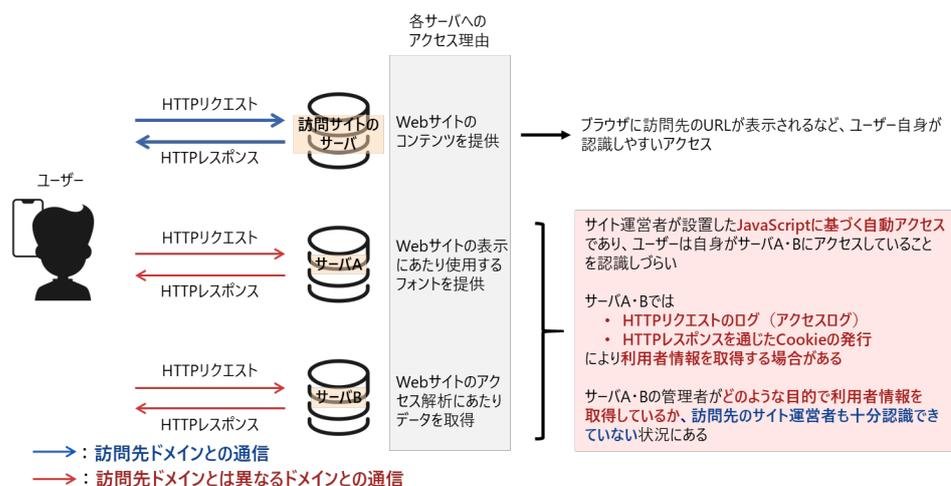 各サーバへの
アクセス理由
HTTPリクエスト
訪問サイトの
サーバ
HTTPレスポンス
Webサイトの
コンテンツを提供
ブラウザに訪問先のURLが表示されるなど、ユーザー自身が
認識しやすいアクセス
ユーザー
HTTPリクエスト
サーバA
HTTPレスポンス
Webサイトの表示
にあたり使用する
フォントを提供
サイト運営者が設置したJavaScriptに基づく自動アクセス
であり、ユーザーは自身がサーバA・Bにアクセスしていること
を認識しづらい
サーバA・Bでは
• HTTPリクエストのログ（アクセスログ）
• HTTPレスポンスを通じたCookieの発行
により利用者情報を取得する場合がある
HTTPリクエスト
サーバB
HTTPレスポンス
Webサイトのアク
セス解析にあたり
データを取得
サーバA・Bの管理者がどのような目的で利用者情報を
取得しているか、訪問先のサイト運営者も十分認識でき
ていない状況にある
：訪問先ドメインとの通信
：訪問先ドメインとは異なるドメインとの通信